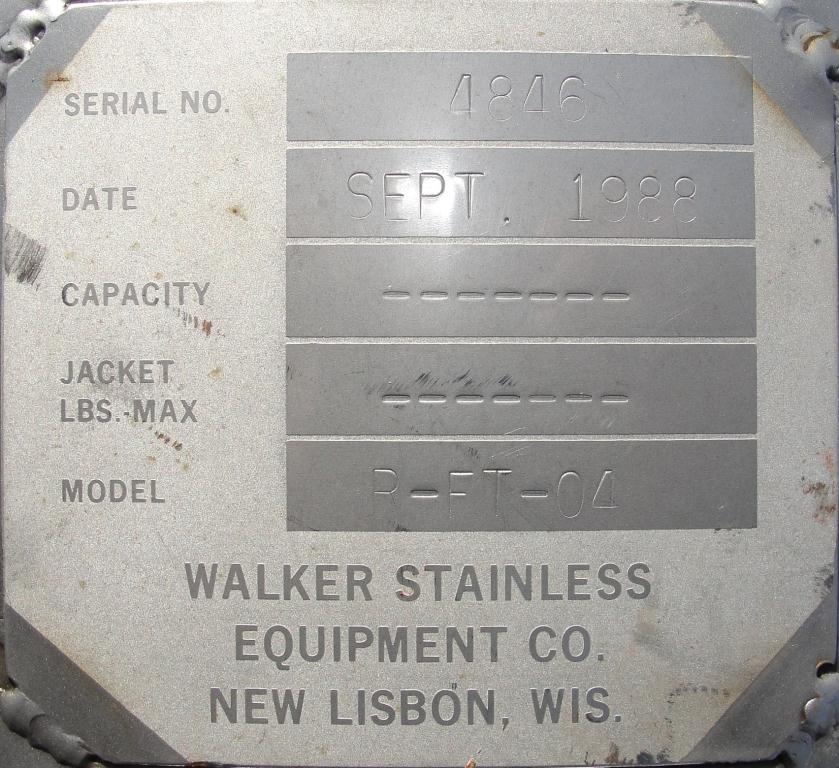 SERIAL NO. 4846
DATE SEPT. 1988
CAPACITY -------
JACKET
LBS.-MAX -------
MODEL R-FT-04
WALKER STAINLESS
EQUIPMENT CO.
NEW LISBON, WIS.